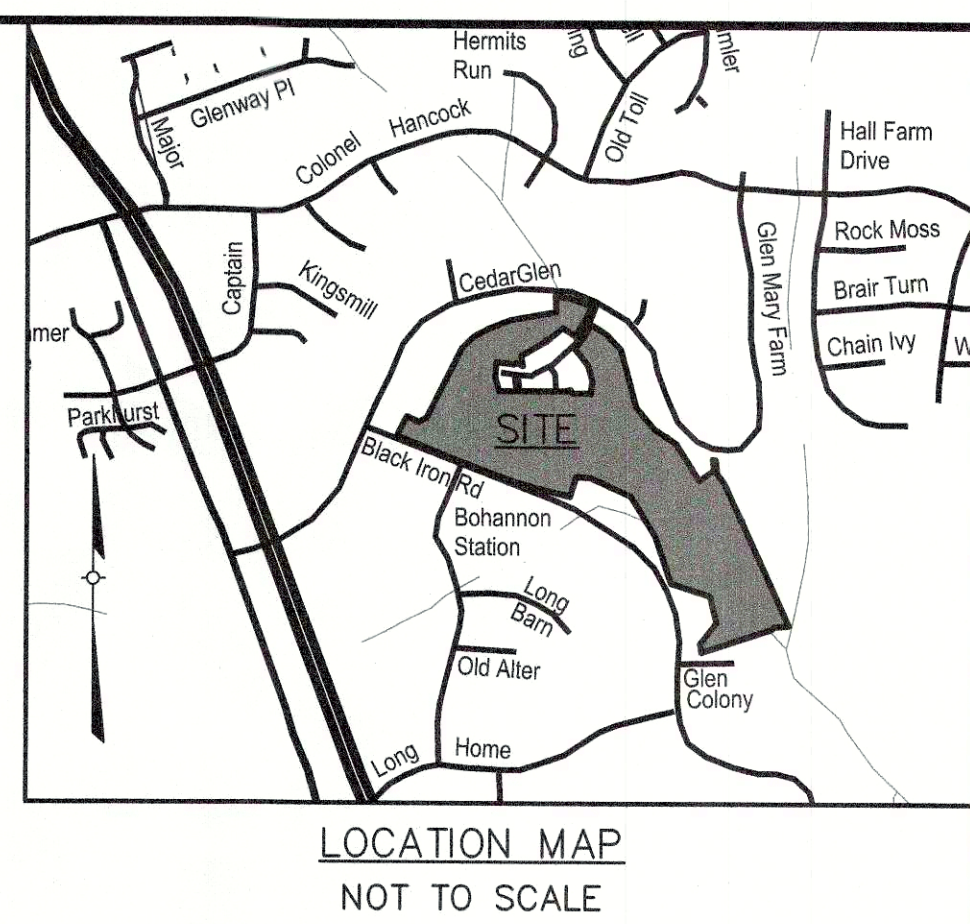 Hermits
Run
Glenway Pl
Major
Colonel
Hancock
Old Toll
Hall Farm
Drive
Rock Moss
Brair Turn
Chain Ivy
Glen Mary Farm
Captain
Kingsmill
CedarGlen
Parkhurst
SITE
Black Iron Rd
Bohannon
Station
Long
Barn
Old Alter
Glen
Colony
Long
Home
LOCATION MAP
NOT TO SCALE